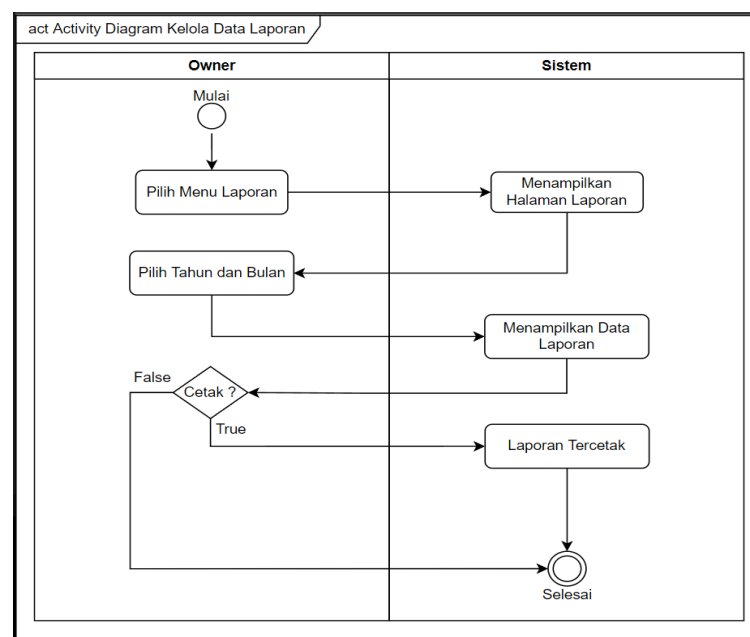 act Activity Diagram Kelola Data Laporan
Owner
Sistem
Mulai
Pilih Menu Laporan
Menampilkan
Halaman Laporan
Pilih Tahun dan Bulan
Menampilkan Data
Laporan
False
Cetak ?
True
Laporan Tercetak
Selesai